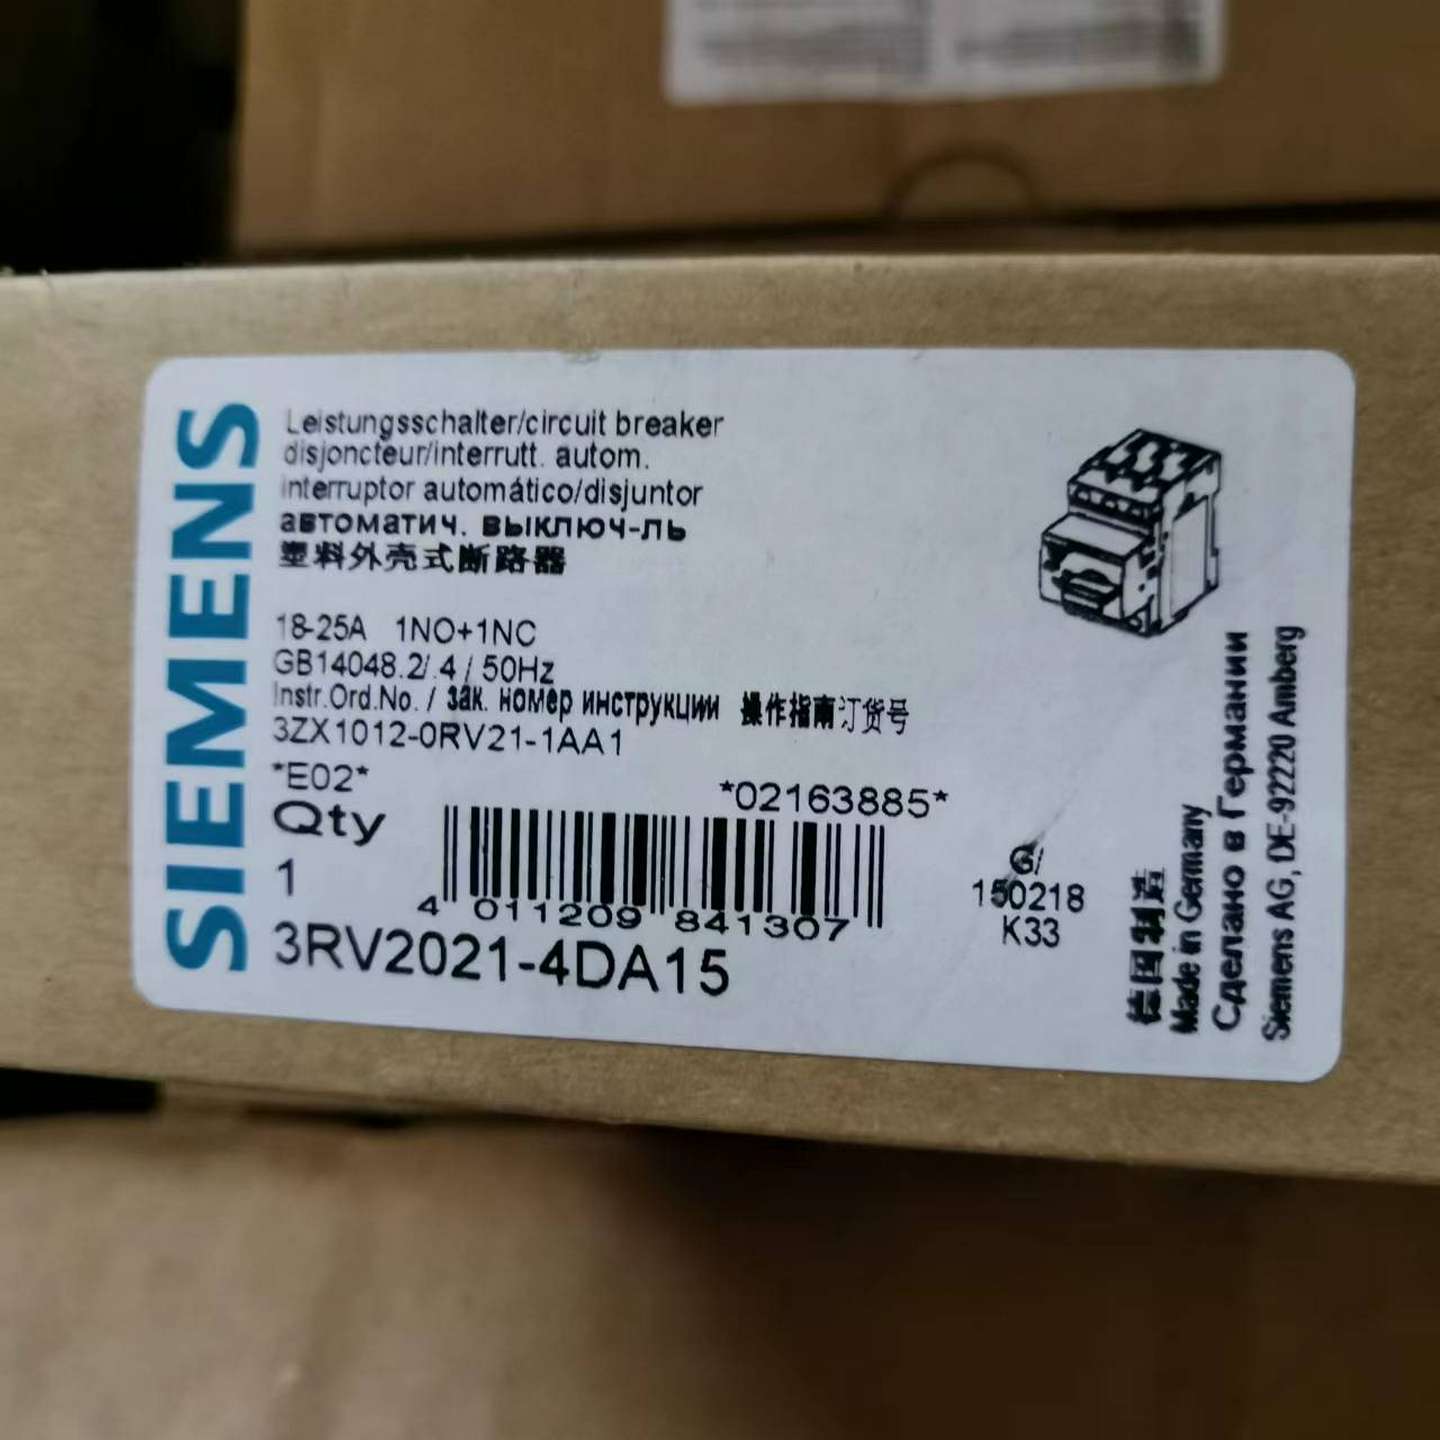 SIEMENS
Leistungsschalter/circuit breaker
disjoncteur/interrutt. autom.
interruptor automático/disjuntor
автоматич. выключ-ль
塑料外壳式断路器
18-25A 1NO+1NC
GB14048.2/.4 / 50Hz
Instr.Ord.No. / зак. номер инструкции 操作指南订货号
3ZX1012-0RV21-1AA1
*E02*
*02163885*
Qty
1
4 011209 841307
3RV2021-4DA15
G/
150218
K33
德国制造
Made in Germany
Сделано в Германии
Siemens AG, DE-92220 Amberg